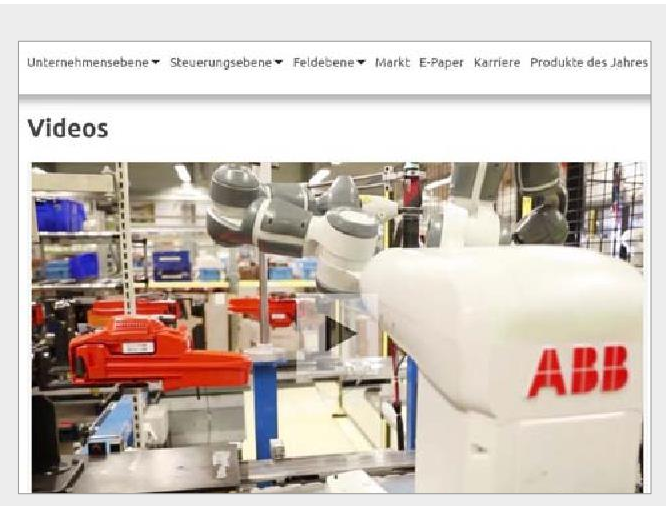 Unternehmensebene Steuerungsebene Feldebene Markt E-Paper Karriere Produkte des Jahres
Videos
ABB